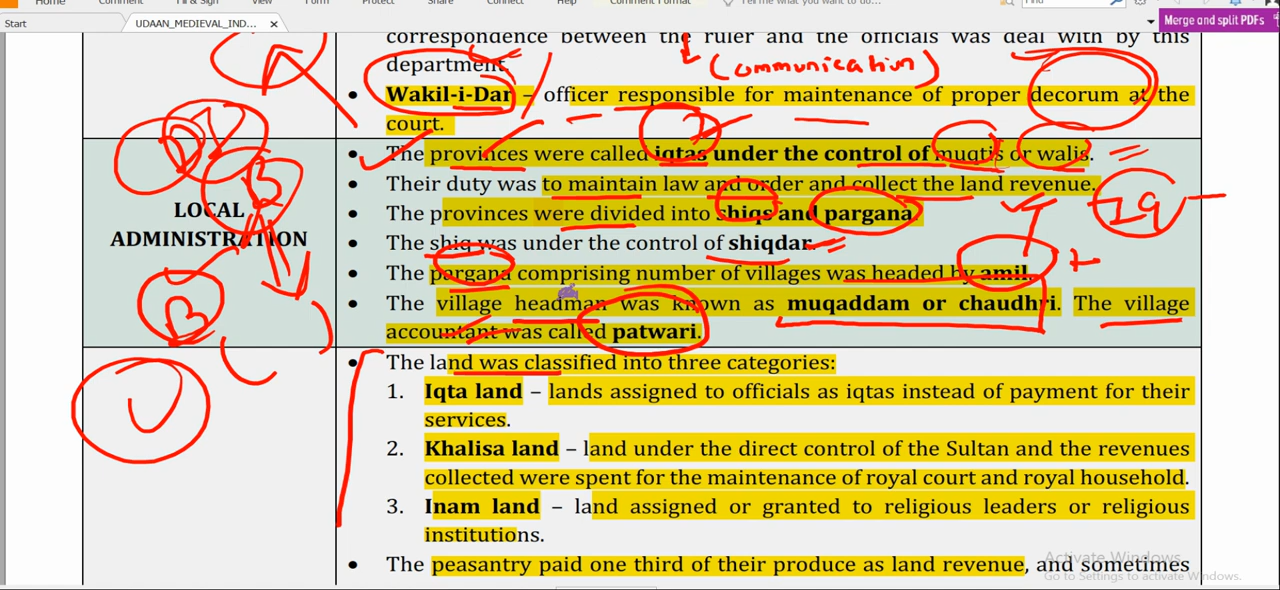 Home Comment Fill & Sign View Form Protect Share Connect Help Comment Format Tell me what you want to do... Find
Start UDAAN_MEDIEVAL_IND... × Merge and split PDFs
correspondence between the ruler and the officials was deal with by this
department.
(communication)
• Wakil-i-Dar – officer responsible for maintenance of proper decorum at the
court.
• The provinces were called iqtas under the control of muqtis or walis.
• Their duty was to maintain law and order and collect the land revenue.
LOCAL
ADMINISTRATION
• The provinces were divided into shiqs and pargana.
• The shiq was under the control of shiqdar.
• The pargana comprising number of villages was headed by amil.
• The village headman was known as muqaddam or chaudhri. The village
accountant was called patwari.
• The land was classified into three categories:
1. Iqta land – lands assigned to officials as iqtas instead of payment for their
services.
2. Khalisa land – land under the direct control of the Sultan and the revenues
collected were spent for the maintenance of royal court and royal household.
3. Inam land – land assigned or granted to religious leaders or religious
institutions.
Activate Windows
• The peasantry paid one third of their produce as land revenue, and sometimes
Go to Settings to activate Windows.